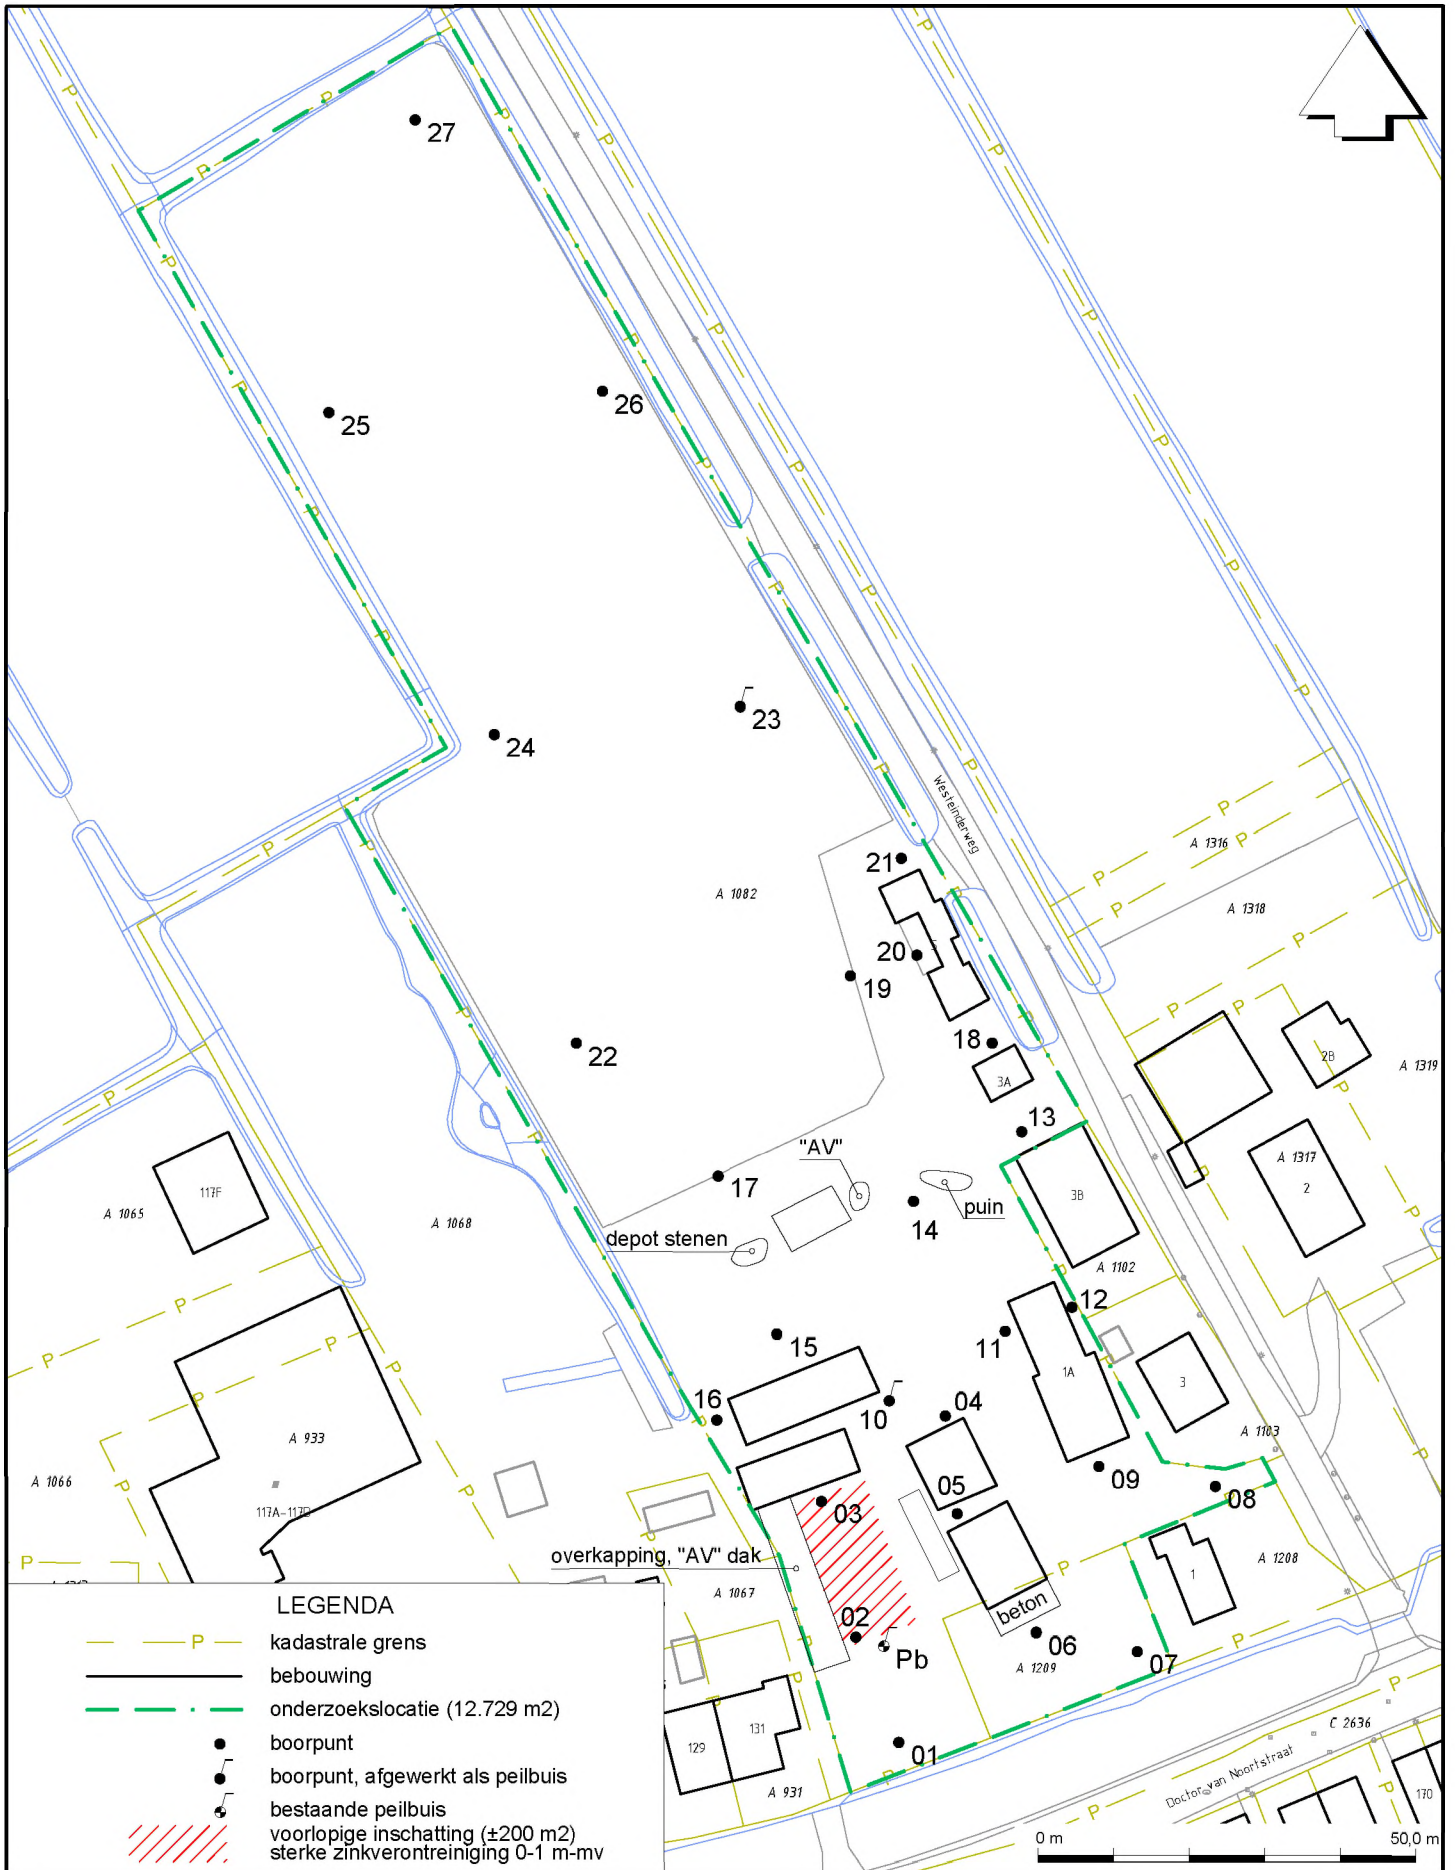 27
26
25
23
24
Westeinderweg
A 1316
21
A 1082
A 1318
20
5
19
22
18
3A
2B
A 1319
13
"AV"
A 1317
117F
17
3B
2
A 1065
A 1068
puin
14
depot stenen
A 1102
12
15
11
1A
3
16
10
04
A 933
A 1103
09
A 1066
05
08
03
117A-117D
overkapping, "AV" dak
A 1208
1
A 1067
beton
02
Pb
06
A 1209
07
131
129
01
C 2636
Doctor van Noortstraat
A 931
170
LEGENDA
P kadastrale grens
bebouwing
onderzoekslocatie (12.729 m2)
boorpunt
boorpunt, afgewerkt als peilbuis
bestaande peilbuis
voorlopige inschatting (±200 m2)
sterke zinkverontreiniging 0-1 m-mv
0 m 50,0 m